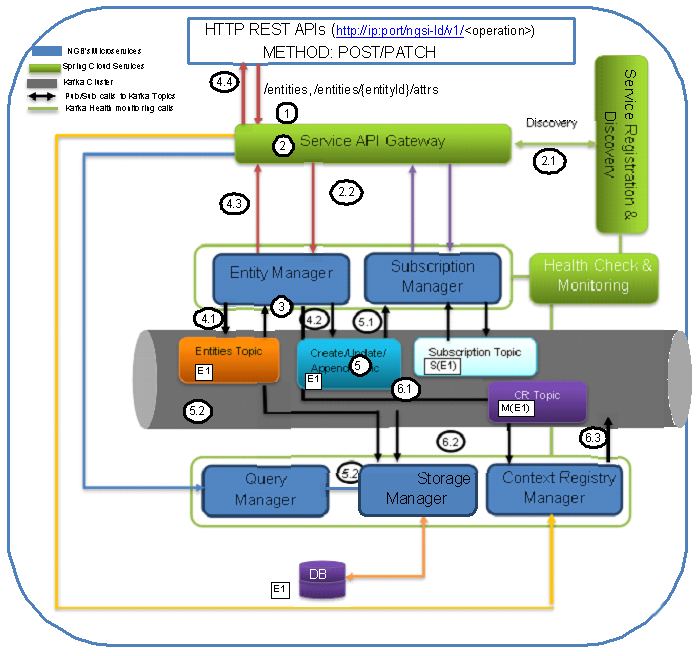 HTTP REST APIs (http://ip:port/ngsi-ld/v1/<operation>)
METHOD: POST/PATCH
NGB's Microservices
Spring Cloud Services
Kafka Cluster
Pub/Sub calls to Kafka Topics
Kafka Health monitoring calls
4.4
/entities, /entities/{entityId}/attrs
1
Service API Gateway
2
Discovery
2.1
Service Registration &
Discovery
4.3
2.2
Entity Manager
Subscription
Manager
Health Check &
Monitoring
3
4.1
4.2
5.1
Entities Topic
E1
Create/Update/
5
E1
Subscription Topic
S(E1)
6.1
CR Topic
M(E1)
5.2
6.2
6.3
Query
Manager
5.2
Storage
Manager
Context Registry
Manager
DB
E1